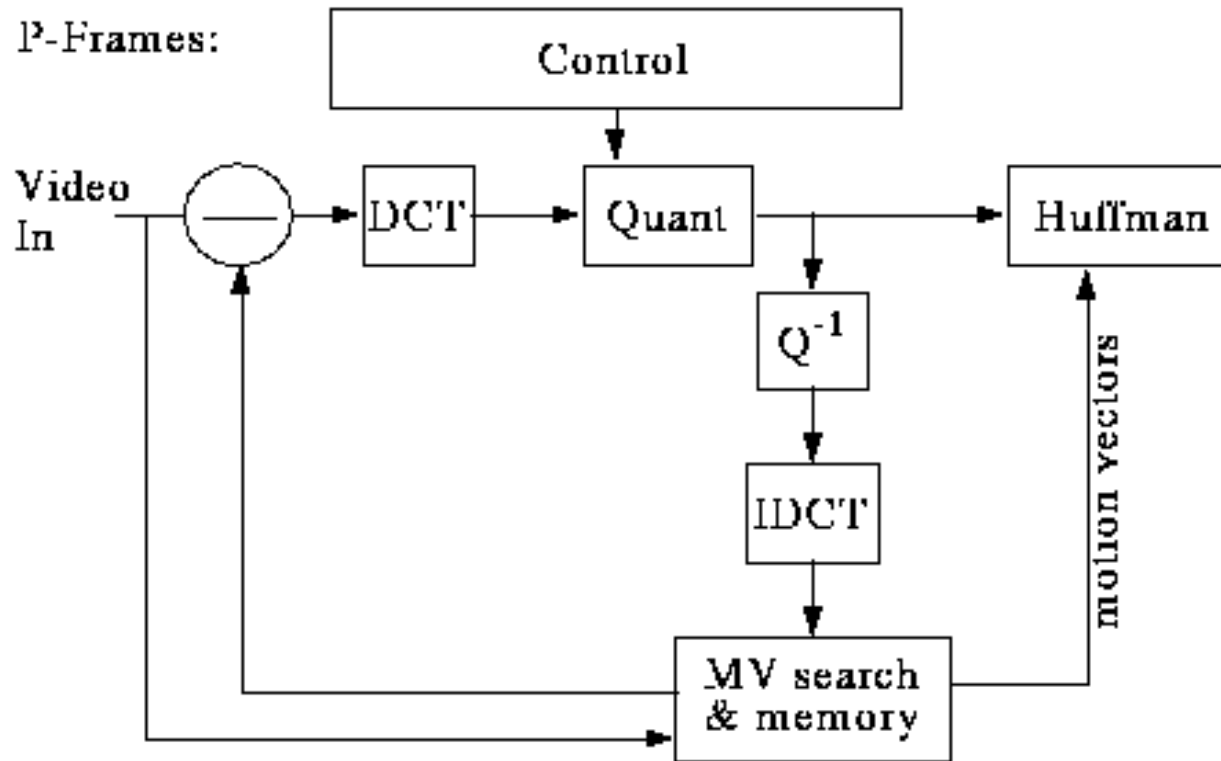 P-Frames:
Control
Video
In
DCT
Quant
Huffman
Q-1
IDCT
motion vectors
MV search
& memory